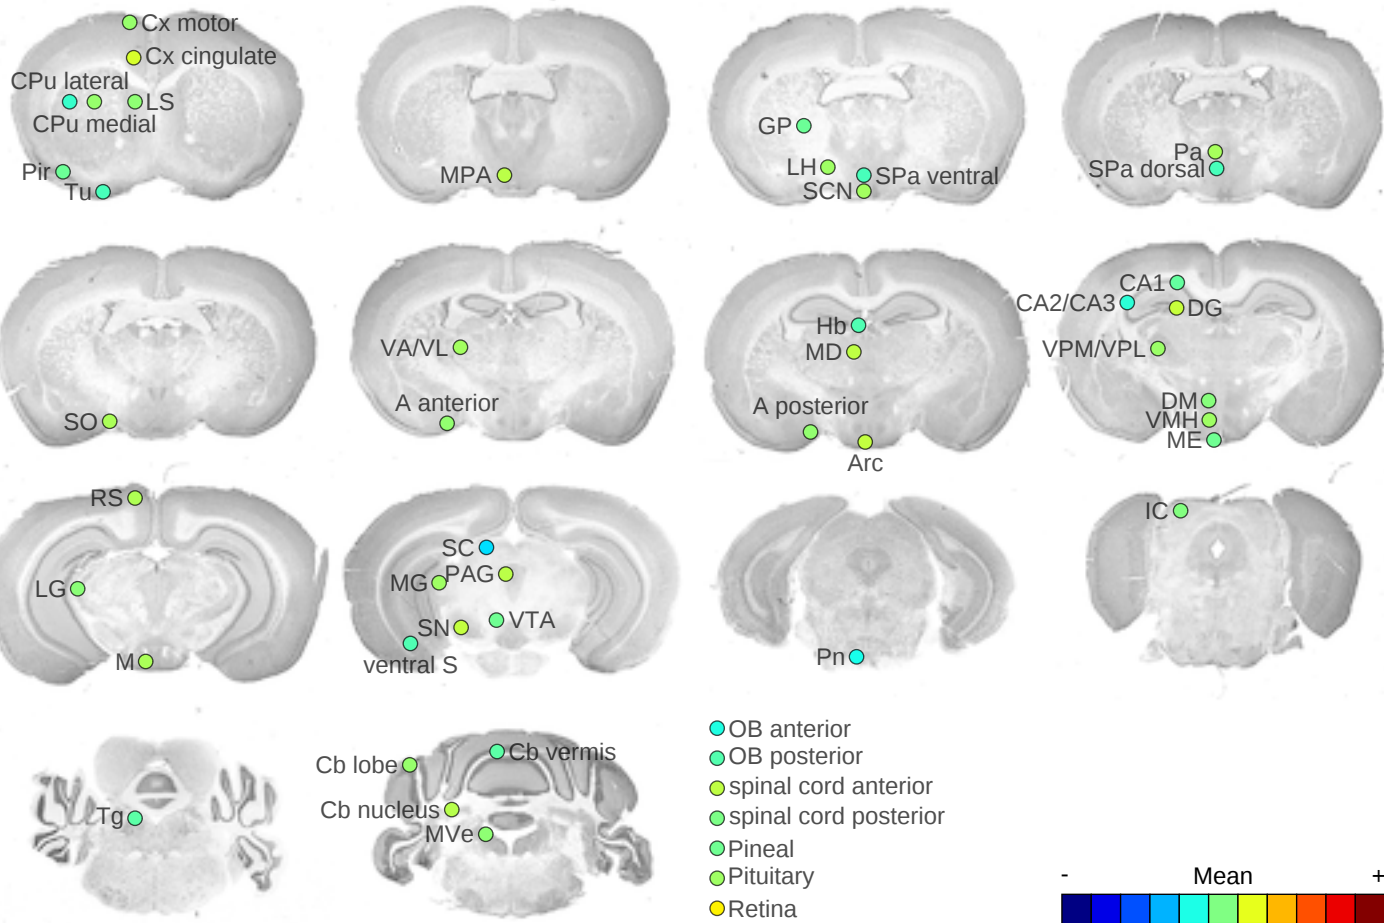 Cx motor
Cx cingulate
CPu lateral
LS
CPu medial
Pir
Tu
MPA
GP
LH
SPa ventral
SCN
Pa
SPa dorsal
SO
VA/VL
A anterior
Hb
MD
A posterior
Arc
CA1
CA2/CA3
DG
VPM/VPL
DM
VMH
ME
RS
LG
M
SC
MG
PAG
SN
VTA
ventral S
Pn
IC
Tg
Cb lobe
Cb vermis
Cb nucleus
MVe
OB anterior
OB posterior
spinal cord anterior
spinal cord posterior
Pineal
Pituitary
Retina
- Mean +